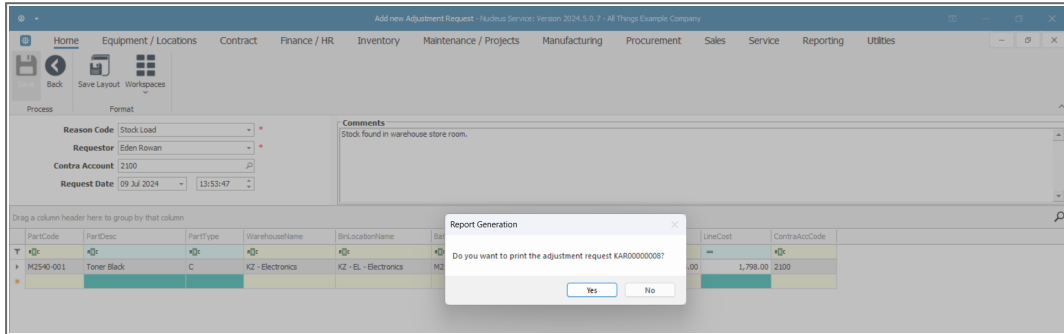 Add new Adjustment Request - Nucleus Service: Version 2024.5.0.7 - All Things Example Company
Home Equipment / Locations Contract Finance / HR Inventory Maintenance / Projects Manufacturing Procurement Sales Service Reporting Utilities
Save Back Save Layout Workspaces
Process Format
Reason Code Stock Load *
Requestor Eden Rowan *
Contra Account 2100
Request Date 09 Jul 2024 13:53:47
Comments
Stock found in warehouse store room.
Drag a column header here to group by that column
PartCode PartDesc PartType WarehouseName BinLocationName Bat LineCost ContraAccCode
M2540-001 Toner Black C KZ - Electronics KZ - EL - Electronics M2 .00 1,798.00 2100
Report Generation
Do you want to print the adjustment request KAR00000008?
Yes No